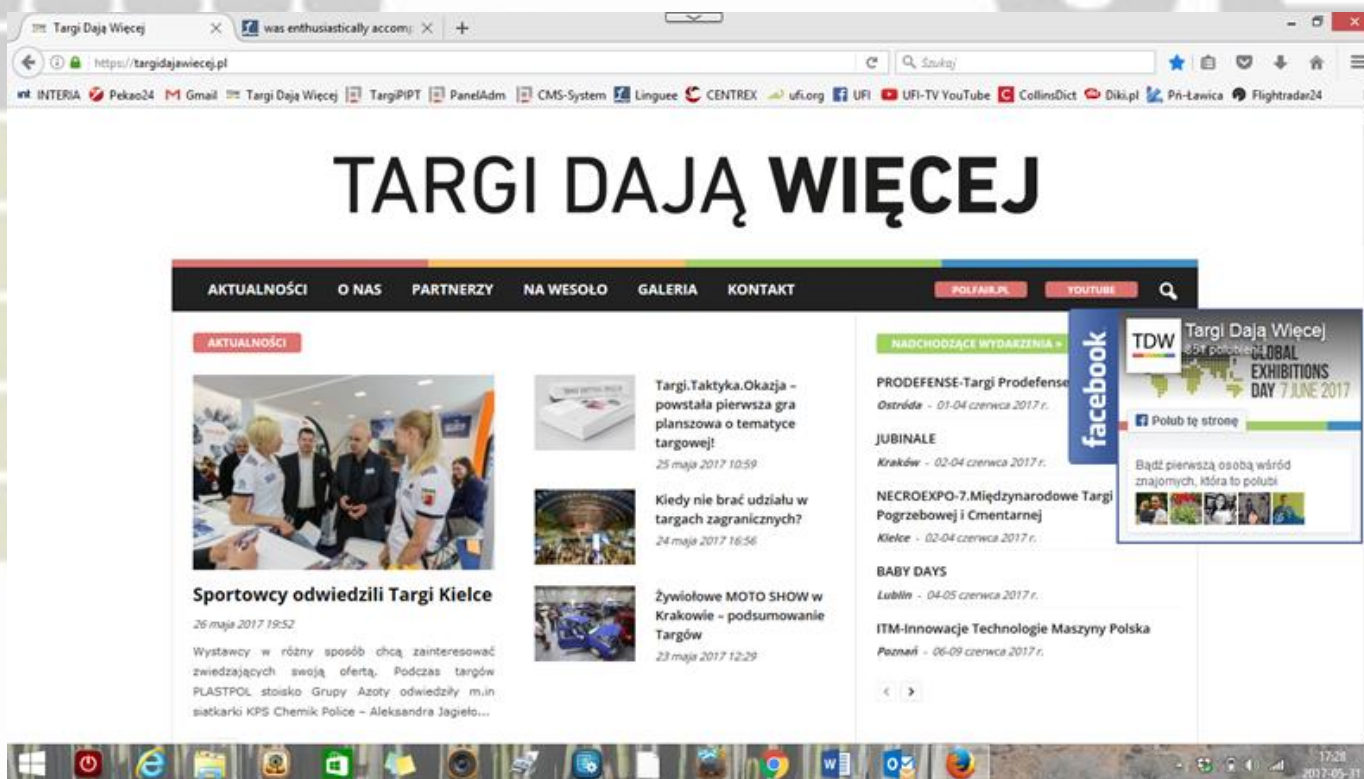 Targi Dają Więcej
was enthusiastically accom
https://targidajawiecej.pl
Szukaj
INTERIA Pekao24 Gmail Targi Dają Więcej TargiPIPT PanelAdm CMS-System Linguee CENTREX ufi.org UFI UFI-TV YouTube CollinsDict Diki.pl Pń-Ławica Flightradar24
TARGI DAJĄ WIĘCEJ
AKTUALNOŚCI O NAS PARTNERZY NA WESOŁO GALERIA KONTAKT POLFAIR.PL YOUTUBE
AKTUALNOŚCI
Sportowcy odwiedzili Targi Kielce
26 maja 2017 19:52
Wystawcy w różny sposób chcą zainteresować
zwiedzających swoją ofertą. Podczas targów
PLASTPOL stoisko Grupy Azoty odwiedziły m.in
siatkarki KPS Chemik Police – Aleksandra Jagieło...
Targi.Taktyka.Okazja –
powstała pierwsza gra
planszowa o tematyce
targowej!
25 maja 2017 10:59
Kiedy nie brać udziału w
targach zagranicznych?
24 maja 2017 16:56
Żywiołowe MOTO SHOW w
Krakowie – podsumowanie
Targów
23 maja 2017 12:29
NADCHODZĄCE WYDARZENIA »
PRODEFENSE-Targi Prodefense
Ostróda - 01-04 czerwca 2017 r.
JUBINALE
Kraków - 02-04 czerwca 2017 r.
NECROEXPO-7.Międzynarodowe Targi
Pogrzebowej i Cmentarnej
Kielce - 02-04 czerwca 2017 r.
BABY DAYS
Lublin - 04-05 czerwca 2017 r.
ITM-Innowacje Technologie Maszyny Polska
Poznań - 06-09 czerwca 2017 r.
facebook
TDW
Targi Dają Więcej
851 polubień
GLOBAL
EXHIBITIONS
DAY 7 JUNE 2017
Polub tę stronę
Bądź pierwszą osobą wśród
znajomych, która to polubi
17:28